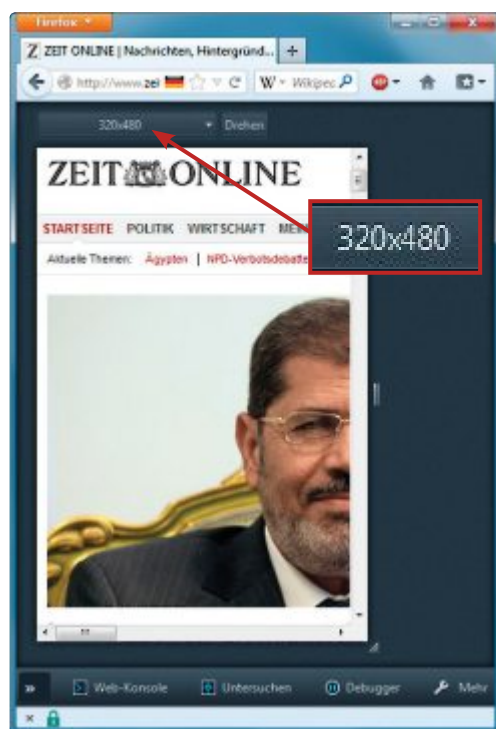 Firefox
ZEIT ONLINE | Nachrichten, Hintergründ...
http://www.zei
W Wikipec
320x480 Drehen
ZEIT ONLINE
STARTSEITE POLITIK WIRTSCHAFT
320x480
Aktuelle Themen: Ägypten | NPD-Verbotsdebatte
Web-Konsole Untersuchen Debugger Mehr